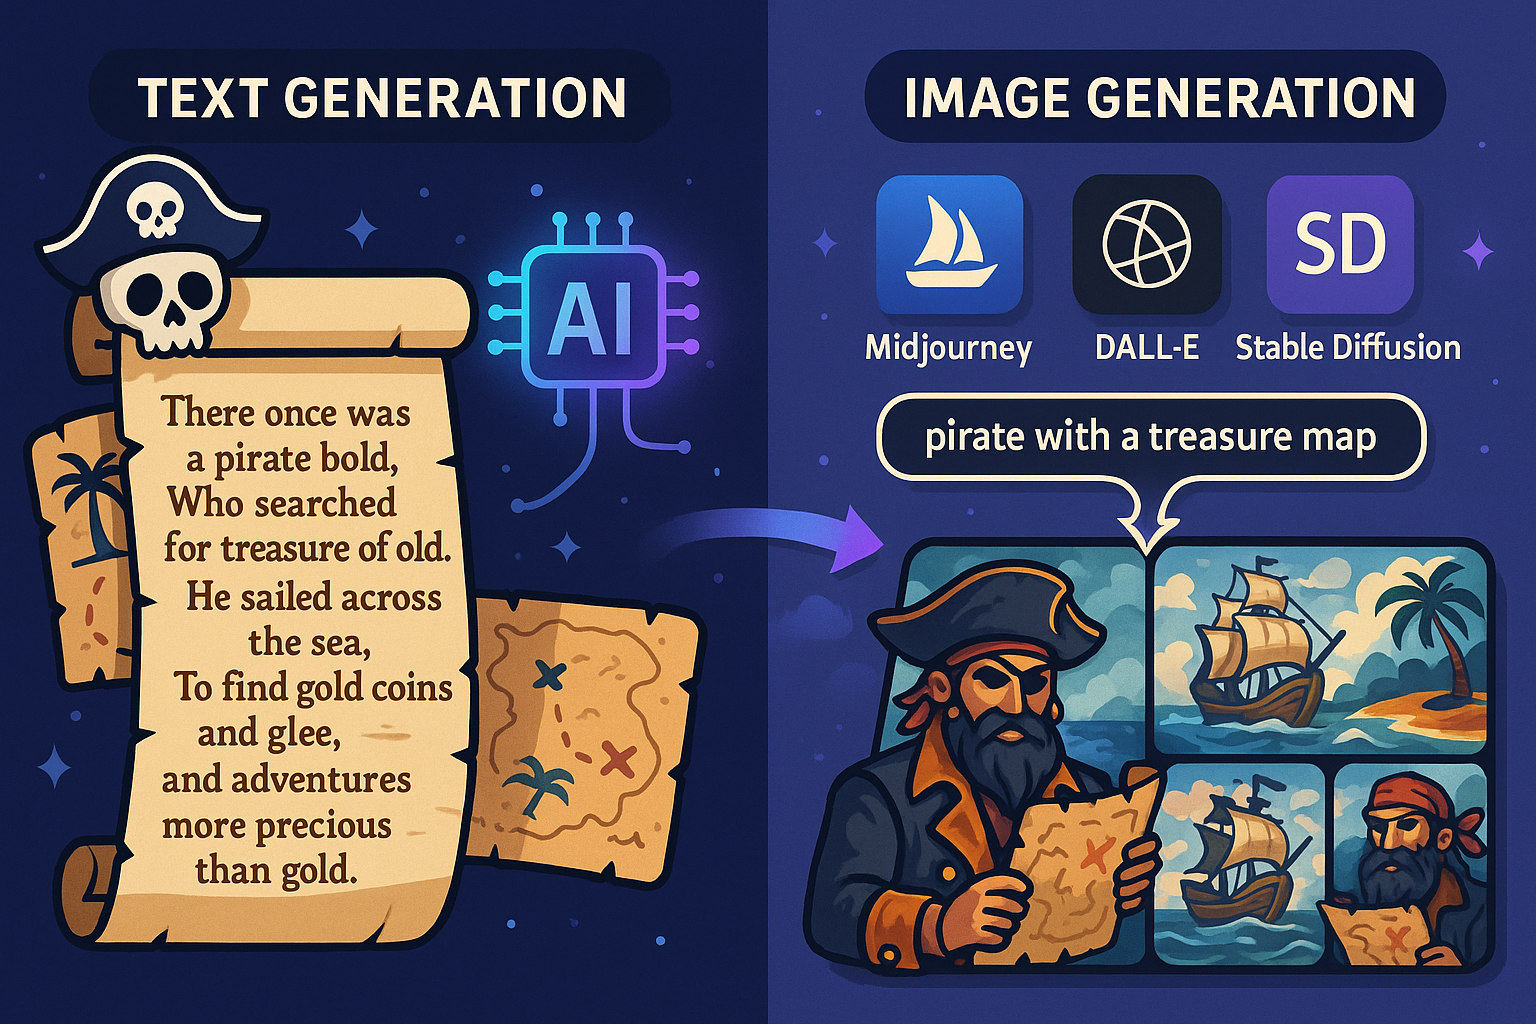 TEXT GENERATION
AI
There once was
a pirate bold,
Who searched
for treasure of old.
He sailed across
the sea,
To find gold coins
and glee,
and adventures
more precious
than gold.
IMAGE GENERATION
SD
Midjourney
DALL-E
Stable Diffusion
pirate with a treasure map